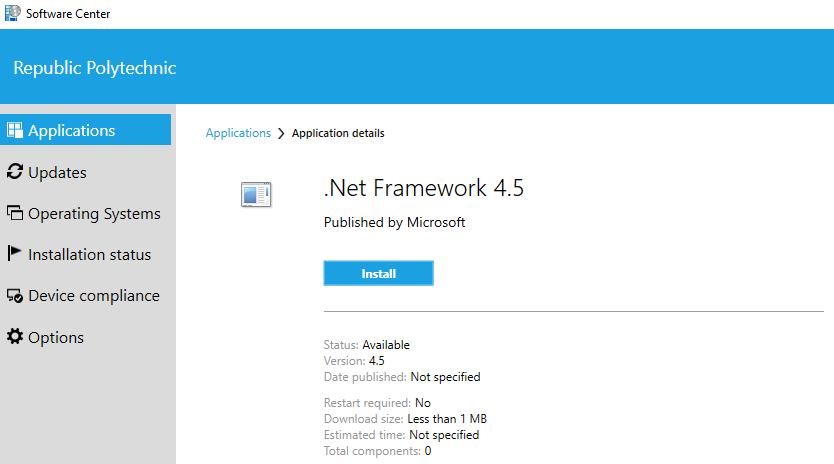 Software Center
Republic Polytechnic
Applications
Updates
Operating Systems
Installation status
Device compliance
Options
Applications > Application details
.Net Framework 4.5
Published by Microsoft
Install
Status: Available
Version: 4.5
Date published: Not specified
Restart required: No
Download size: Less than 1 MB
Estimated time: Not specified
Total components: 0